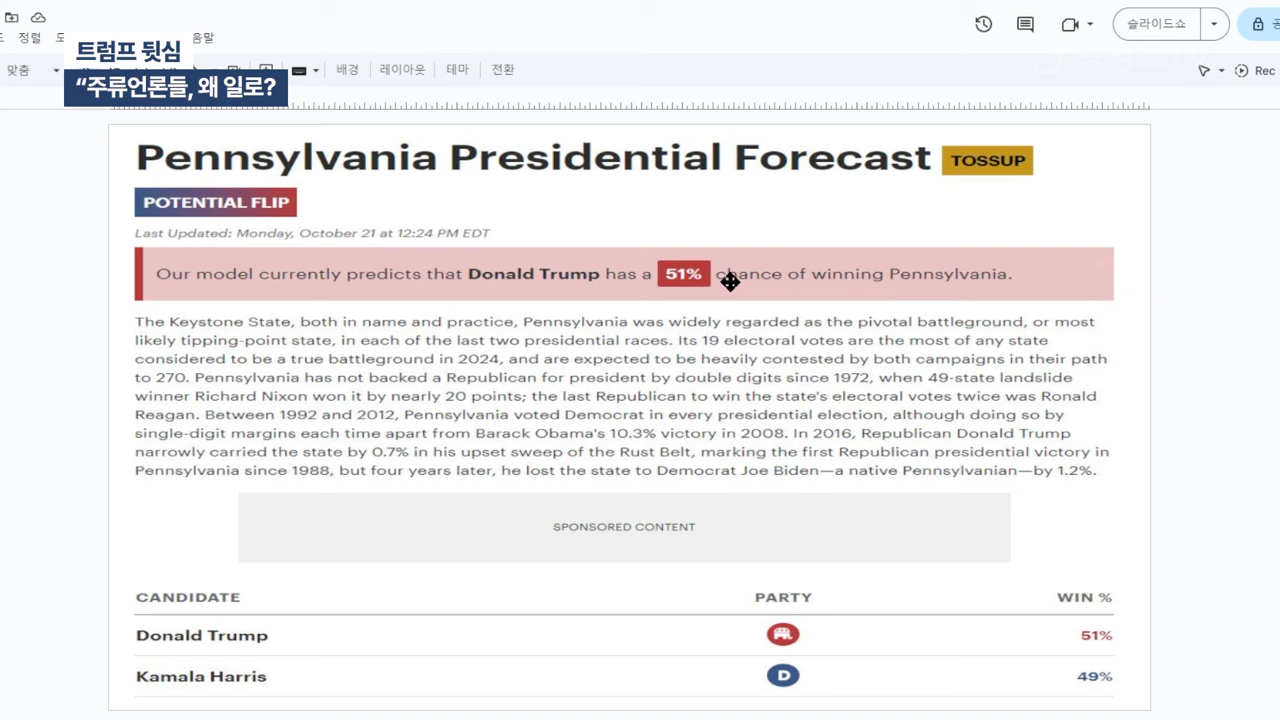 슬라이드쇼
정렬
움말
트럼프 뒷심
맞춤
배경
레이아웃
테마
전환
Rec
“주류언론들, 왜 일로?
Pennsylvania Presidential Forecast TOSSUP
POTENTIAL FLIP
Last Updated: Monday, October 21 at 12:24 PM EDT
Our model currently predicts that Donald Trump has a 51% chance of winning Pennsylvania.
The Keystone State, both in name and practice, Pennsylvania was widely regarded as the pivotal battleground, or most
likely tipping-point state, in each of the last two presidential races. Its 19 electoral votes are the most of any state
considered to be a true battleground in 2024, and are expected to be heavily contested by both campaigns in their path
to 270. Pennsylvania has not backed a Republican for president by double digits since 1972, when 49-state landslide
winner Richard Nixon won it by nearly 20 points; the last Republican to win the state's electoral votes twice was Ronald
Reagan. Between 1992 and 2012, Pennsylvania voted Democrat in every presidential election, although doing so by
single-digit margins each time apart from Barack Obama's 10.3% victory in 2008. In 2016, Republican Donald Trump
narrowly carried the state by 0.7% in his upset sweep of the Rust Belt, marking the first Republican presidential victory in
Pennsylvania since 1988, but four years later, he lost the state to Democrat Joe Biden—a native Pennsylvanian—by 1.2%.
SPONSORED CONTENT
CANDIDATE PARTY WIN %
Donald Trump 51%
Kamala Harris D 49%